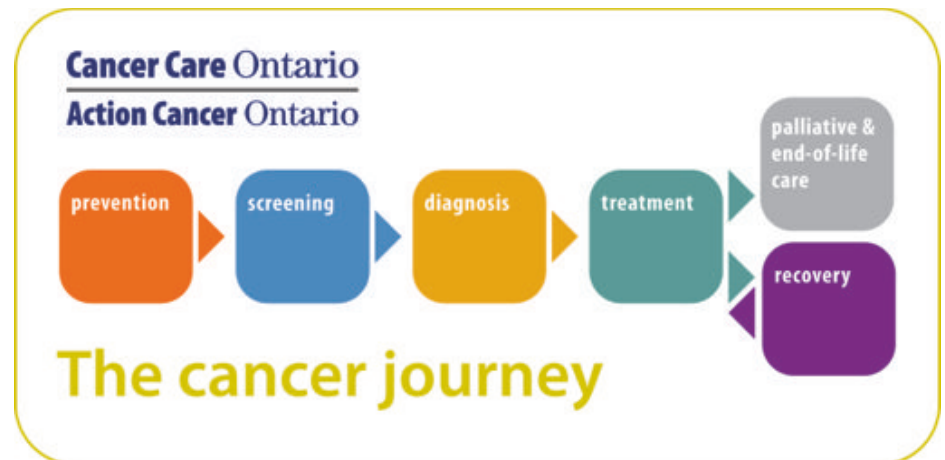 Cancer Care Ontario
Action Cancer Ontario
prevention
screening
diagnosis
treatment
palliative &
end-of-life
care
recovery
The cancer journey